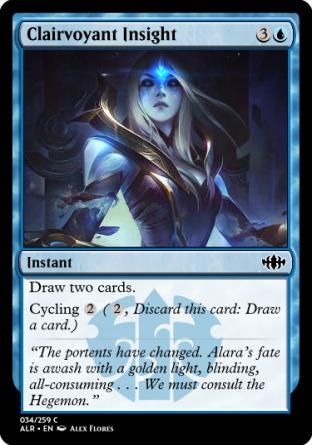 Clairvoyant Insight 3
Instant
Draw two cards.
Cycling 2 ( 2, Discard this card: Draw
a card.)
“The portents have changed. Alara's fate
is awash with a golden light, blinding,
all-consuming . . . We must consult the
Hegemon.”
034/259 C
ALR • EN Alex Flores